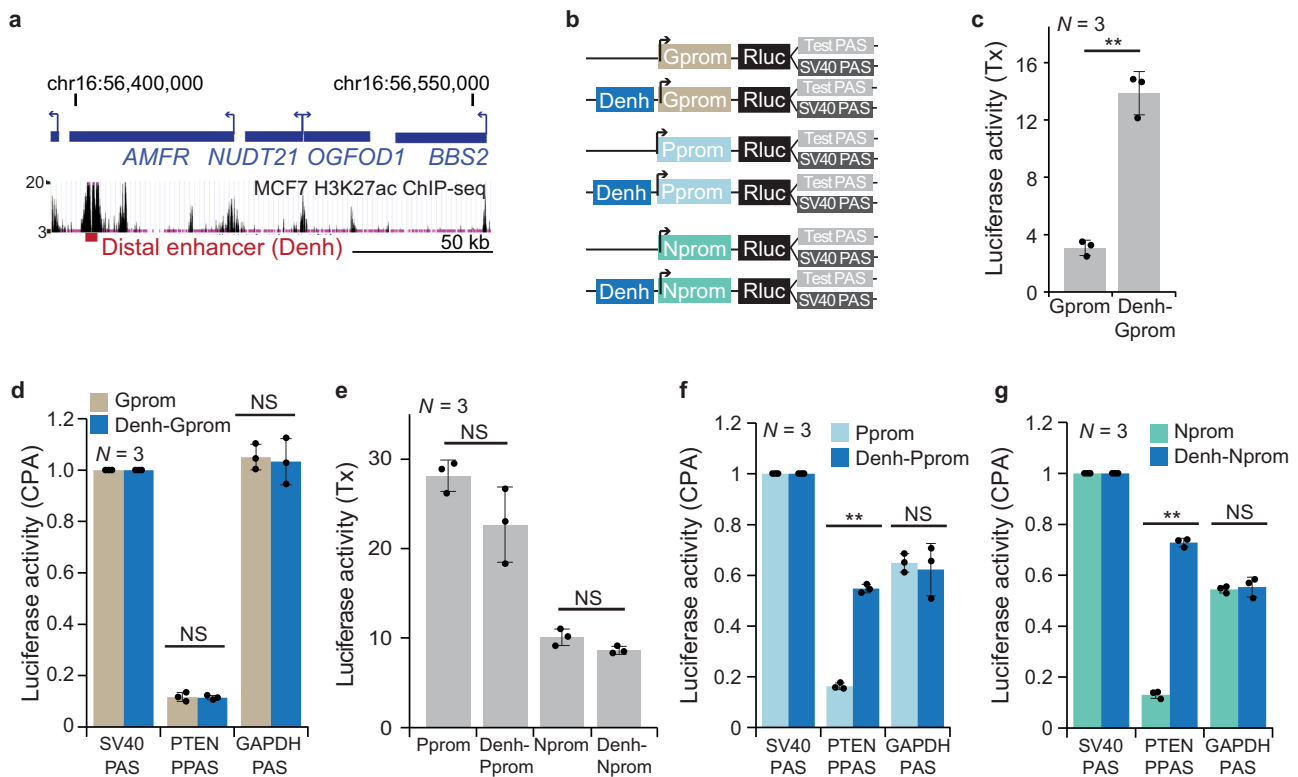 a
chr16:56,400,000
chr16:56,550,000
AMFR
NUDT21
OGFOD1
BBS2
20
3
MCF7 H3K27ac ChIP-seq
Distal enhancer (Denh)
50 kb
b
Gprom
Rluc
Test PAS
SV40 PAS
Denh
Gprom
Rluc
Test PAS
SV40 PAS
Pprom
Rluc
Test PAS
SV40 PAS
Denh
Pprom
Rluc
Test PAS
SV40 PAS
Nprom
Rluc
Test PAS
SV40 PAS
Denh
Nprom
Rluc
Test PAS
SV40 PAS
c
N = 3
**
Luciferase activity (Tx)
16
12
8
4
0
Gprom
Denh-
Gprom
d
Gprom
Denh-Gprom
N = 3
NS
NS
Luciferase activity (CPA)
1.2
1.0
0.8
0.6
0.4
0.2
0
SV40
PAS
PTEN
PPAS
GAPDH
PAS
e
N = 3
NS
NS
Luciferase activity (Tx)
30
20
10
0
Pprom
Denh-
Pprom
Nprom
Denh-
Nprom
f
N = 3
Pprom
Denh-Pprom
**
NS
Luciferase activity (CPA)
1.2
1
0.8
0.6
0.4
0.2
0
SV40
PAS
PTEN
PPAS
GAPDH
PAS
g
N = 3
Nprom
Denh-Nprom
**
NS
Luciferase activity (CPA)
1.2
1
0.8
0.6
0.4
0.2
0
SV40
PAS
PTEN
PPAS
GAPDH
PAS